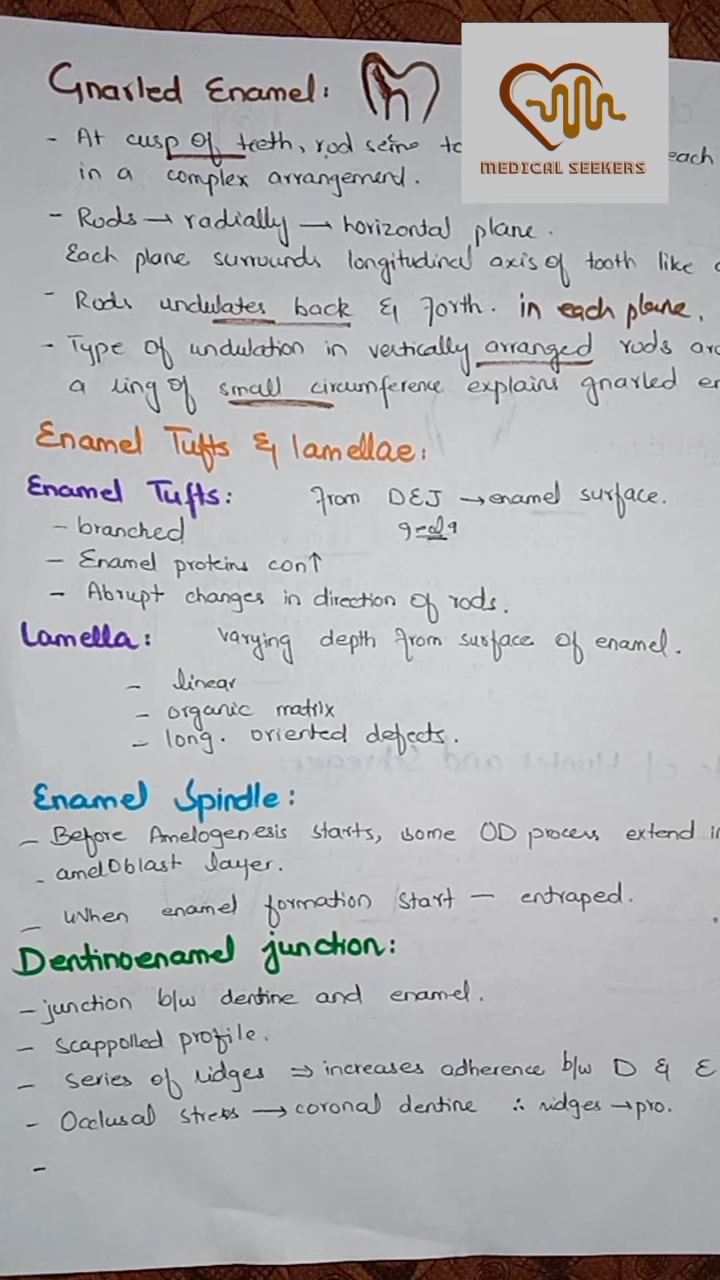 Gnarled Enamel:
MEDICAL SEEKERS
- At cusp of teeth, rod seems to each
in a complex arrangement.
- Rods → radially → horizontal plane.
Each plane surrounds longitudinal axis of tooth like
- Rods undulates back & forth. in each plane.
- Type of undulation in vertically arranged rods
a ring of small circumference explains gnarled
Enamel Tufts & lamellae:
Enamel Tufts: from DEJ → enamel surface.
- branched
- Enamel proteins con↑
- Abrupt changes in direction of rods.
Lamella: varying depth from surface of enamel.
- linear
- organic matrix
- long. oriented defects.
Enamel Spindle:
- Before Amelogenesis starts, some OD process extend
- ameloblast layer.
- When enamel formation start - entraped.
Dentinoenamel junction:
- junction b/w dentine and enamel.
- scappolled profile.
- series of ridges ⇒ increases adherence b/w D & E
- Occlusal stress → coronal dentine ∴ ridges → pro.
-